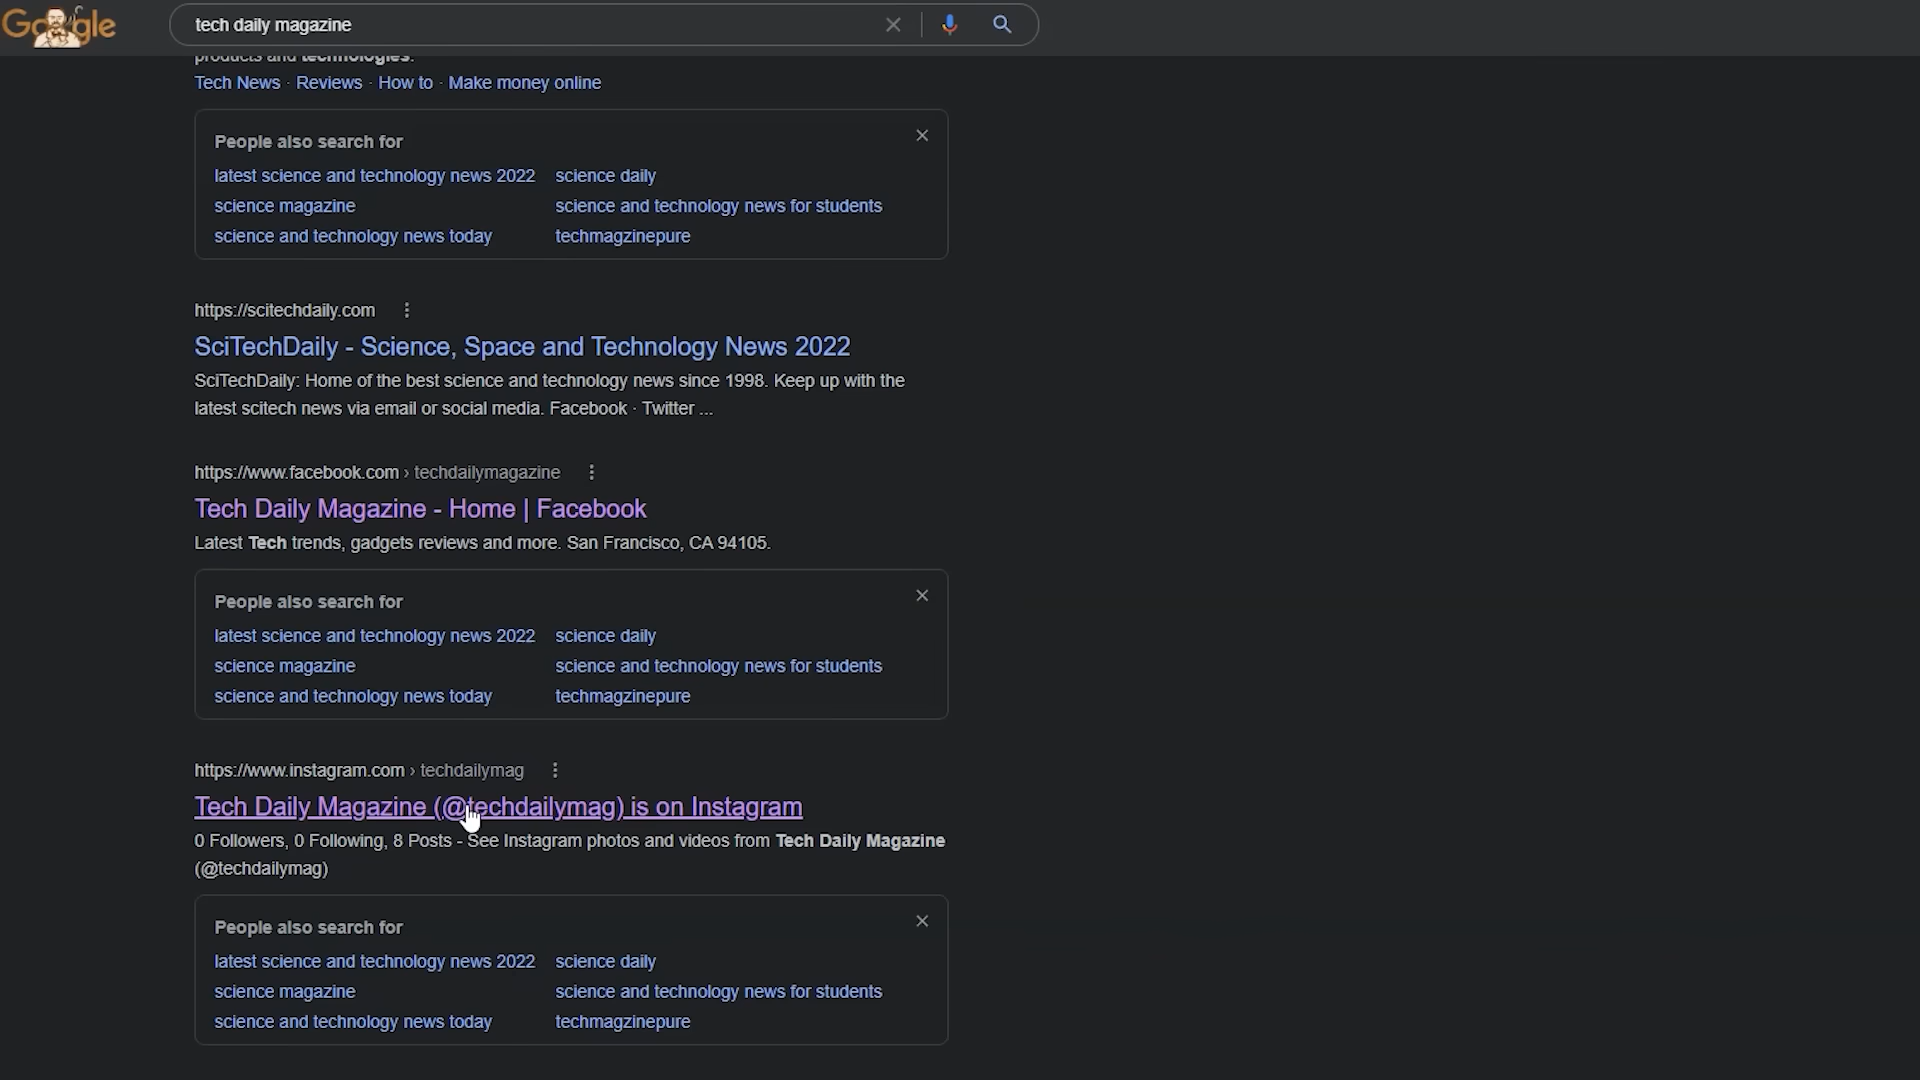 Google
tech daily magazine
products and technologies.
Tech News · Reviews · How to · Make money online
People also search for
latest science and technology news 2022 science daily
science magazine science and technology news for students
science and technology news today techmagzinepure
https://scitechdaily.com
SciTechDaily - Science, Space and Technology News 2022
SciTechDaily: Home of the best science and technology news since 1998. Keep up with the
latest scitech news via email or social media. Facebook · Twitter ...
https://www.facebook.com › techdailymagazine
Tech Daily Magazine - Home | Facebook
Latest Tech trends, gadgets reviews and more. San Francisco, CA 94105.
People also search for
latest science and technology news 2022 science daily
science magazine science and technology news for students
science and technology news today techmagzinepure
https://www.instagram.com › techdailymag
Tech Daily Magazine (@techdailymag) is on Instagram
0 Followers, 0 Following, 8 Posts - See Instagram photos and videos from Tech Daily Magazine
(@techdailymag)
People also search for
latest science and technology news 2022 science daily
science magazine science and technology news for students
science and technology news today techmagzinepure